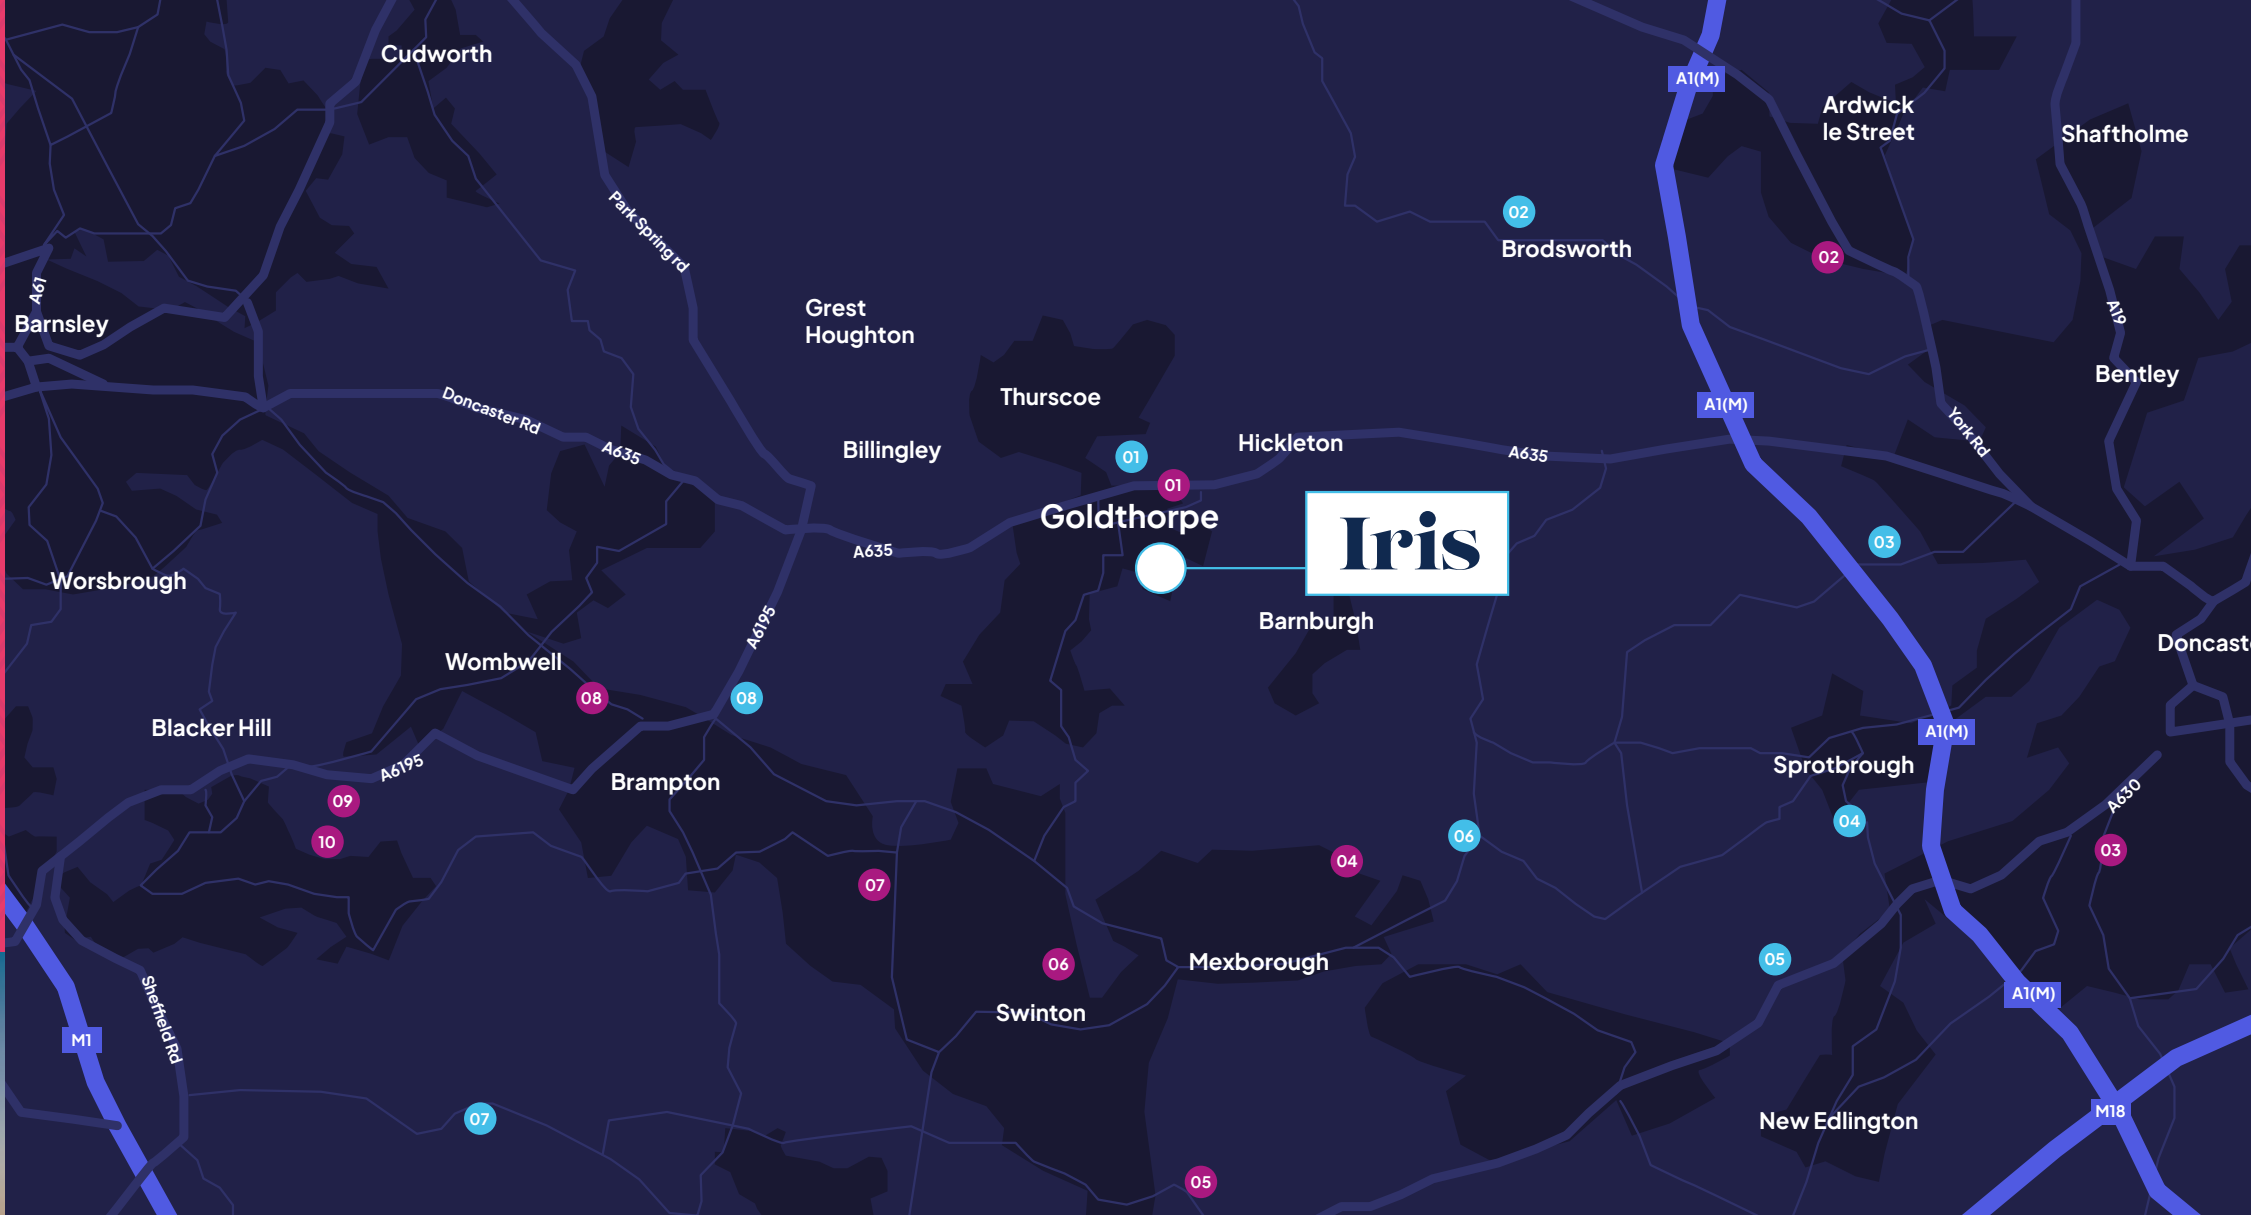 Cudworth
A1(M)
Ardwick
le Street
Shaftholme
Park Spring rd
02
Brodsworth
02
A61
Barnsley
Grest
Houghton
A19
Bentley
Thurscoe
Doncaster Rd
A635
Billingley
01
Hickleton
A635
A1(M)
York Rd
01
Goldthorpe
Iris
A635
03
Worsbrough
Barnburgh
A6195
Doncast
Wombwell
08
08
Blacker Hill
A6195
Brampton
A1(M)
Sprotbrough
A630
09
10
04
03
06
04
07
06
Mexborough
05
Swinton
A1(M)
Sheffield Rd
M1
07
New Edlington
M18
05